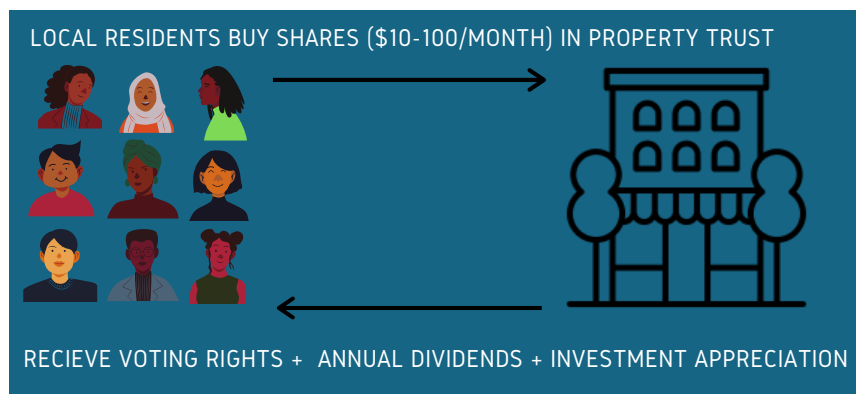 LOCAL RESIDENTS BUY SHARES ($10-100/MONTH) IN PROPERTY TRUST
RECIEVE VOTING RIGHTS + ANNUAL DIVIDENDS + INVESTMENT APPRECIATION